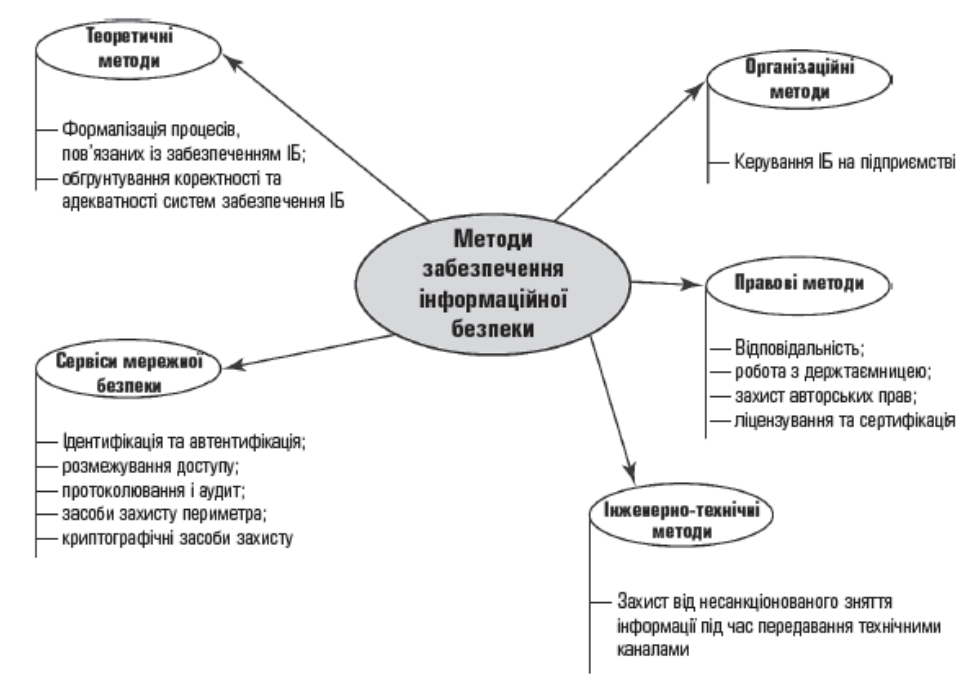 Теоретичні
методи
Формалізація процесів,
пов'язаних із забезпеченням ІБ;
обгрунтування коректності та
адекватності систем забезпечення ІБ
Організаційні
методи
Керування ІБ на підприємстві
Методи
забезпечення
інформаційної
безпеки
Правові методи
Відповідальність;
робота з держтаємницею;
захист авторських прав;
ліцензування та сертифікація
Сервіси мережної
безпеки
Ідентифікація та автентифікація;
розмежування доступу;
протоколювання і аудит;
засоби захисту периметра;
криптографічні засоби захисту
Інженерно-технічні
методи
Захист від несанкціонованого зняття
інформації під час передавання технічними
каналами